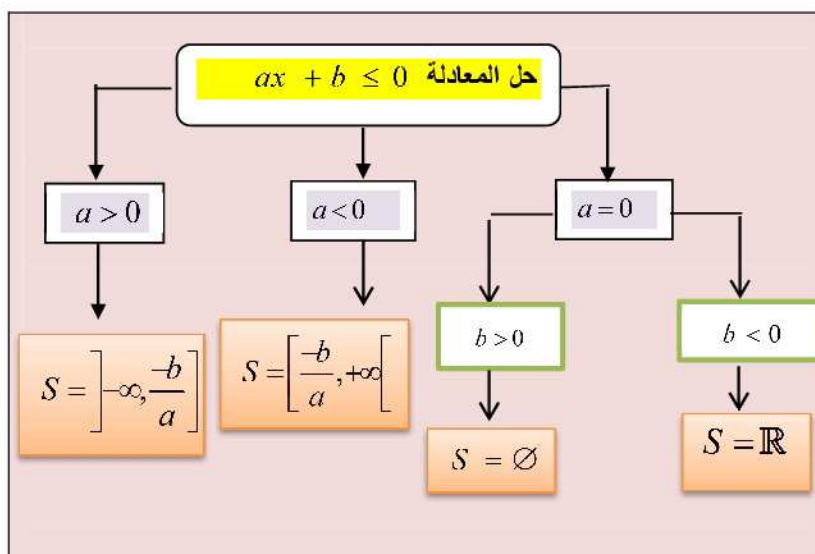 حل المعادلة ax + b ≤ 0
a > 0
a < 0
a = 0
b > 0
b < 0
S = ]−∞, −b/a]
S = [−b/a, +∞[
S = ∅
S = ℝ